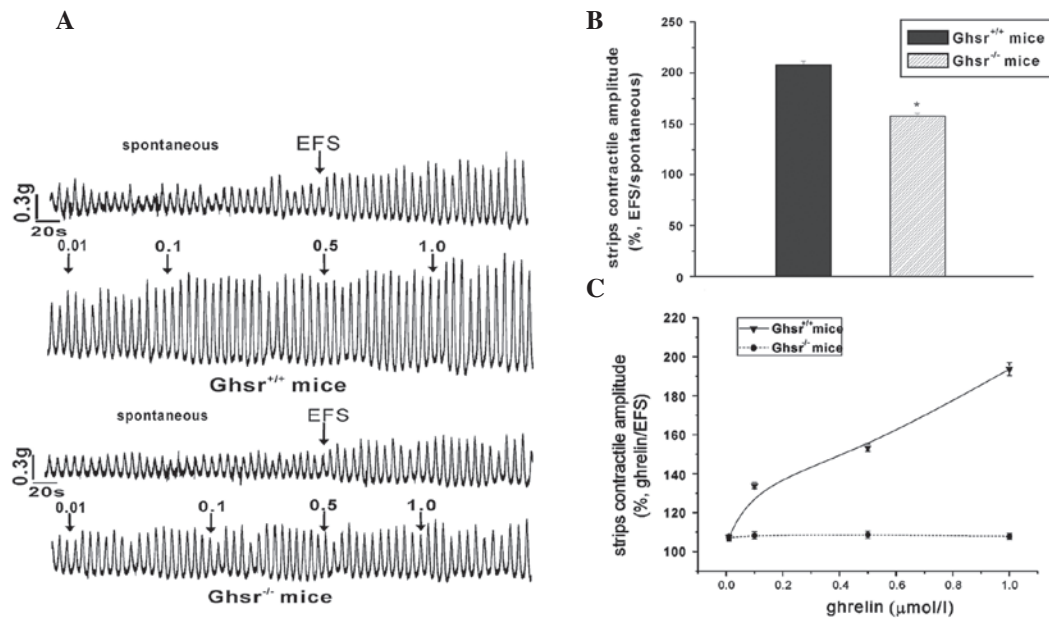 A
spontaneous
EFS
0.3g
20s
0.01 0.1 0.5 1.0
Ghsr+/+ mice
spontaneous
EFS
0.3g
20s
0.01 0.1 0.5 1.0
Ghsr-/- mice
B
Ghsr+/+ mice
Ghsr-/- mice
250
200
150
100
50
0
*
strips contractile amplitude
(%, EFS/spontaneous)
C
Ghsr+/+mice
Ghsr-/- mice
220
200
180
160
140
120
100
strips contractile amplitude
(%, ghrelin/EFS)
0.0 0.2 0.4 0.6 0.8 1.0
ghrelin (μmol/l)